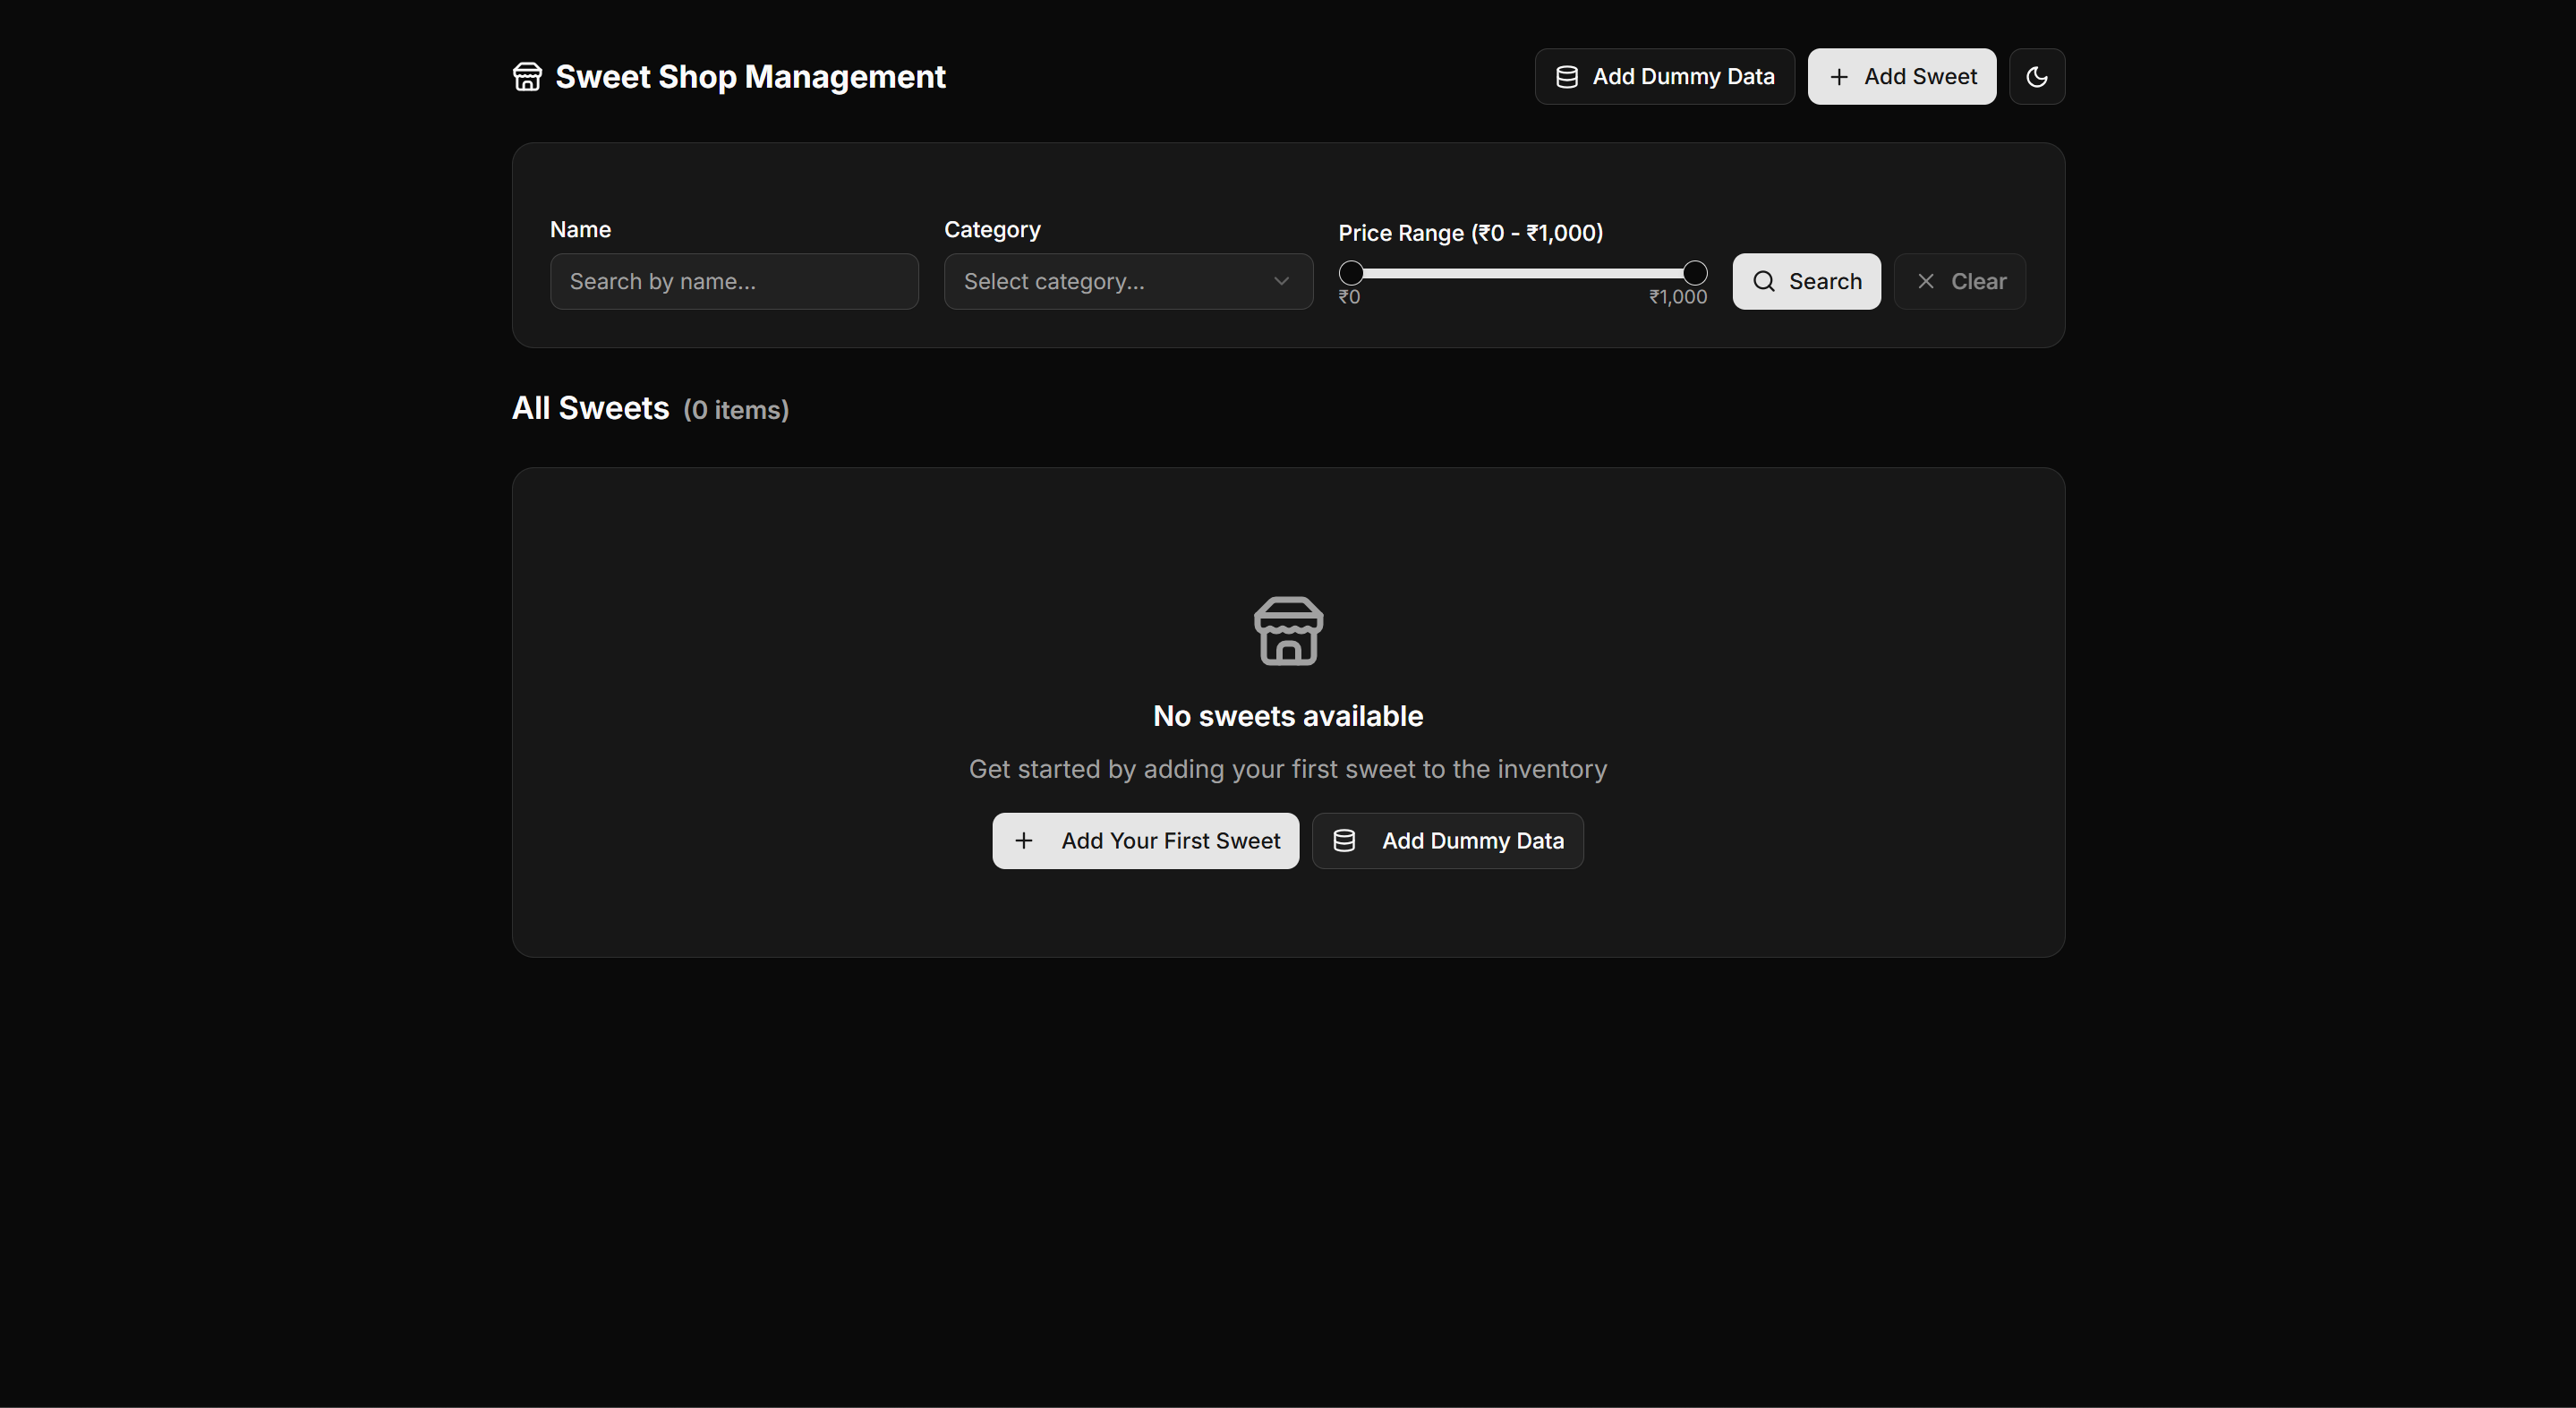 Sweet Shop Management
Add Dummy Data
Add Sweet
Name
Search by name...
Category
Select category...
Price Range (₹0 - ₹1,000)
₹0
₹1,000
Search
Clear
All Sweets (0 items)
No sweets available
Get started by adding your first sweet to the inventory
Add Your First Sweet
Add Dummy Data